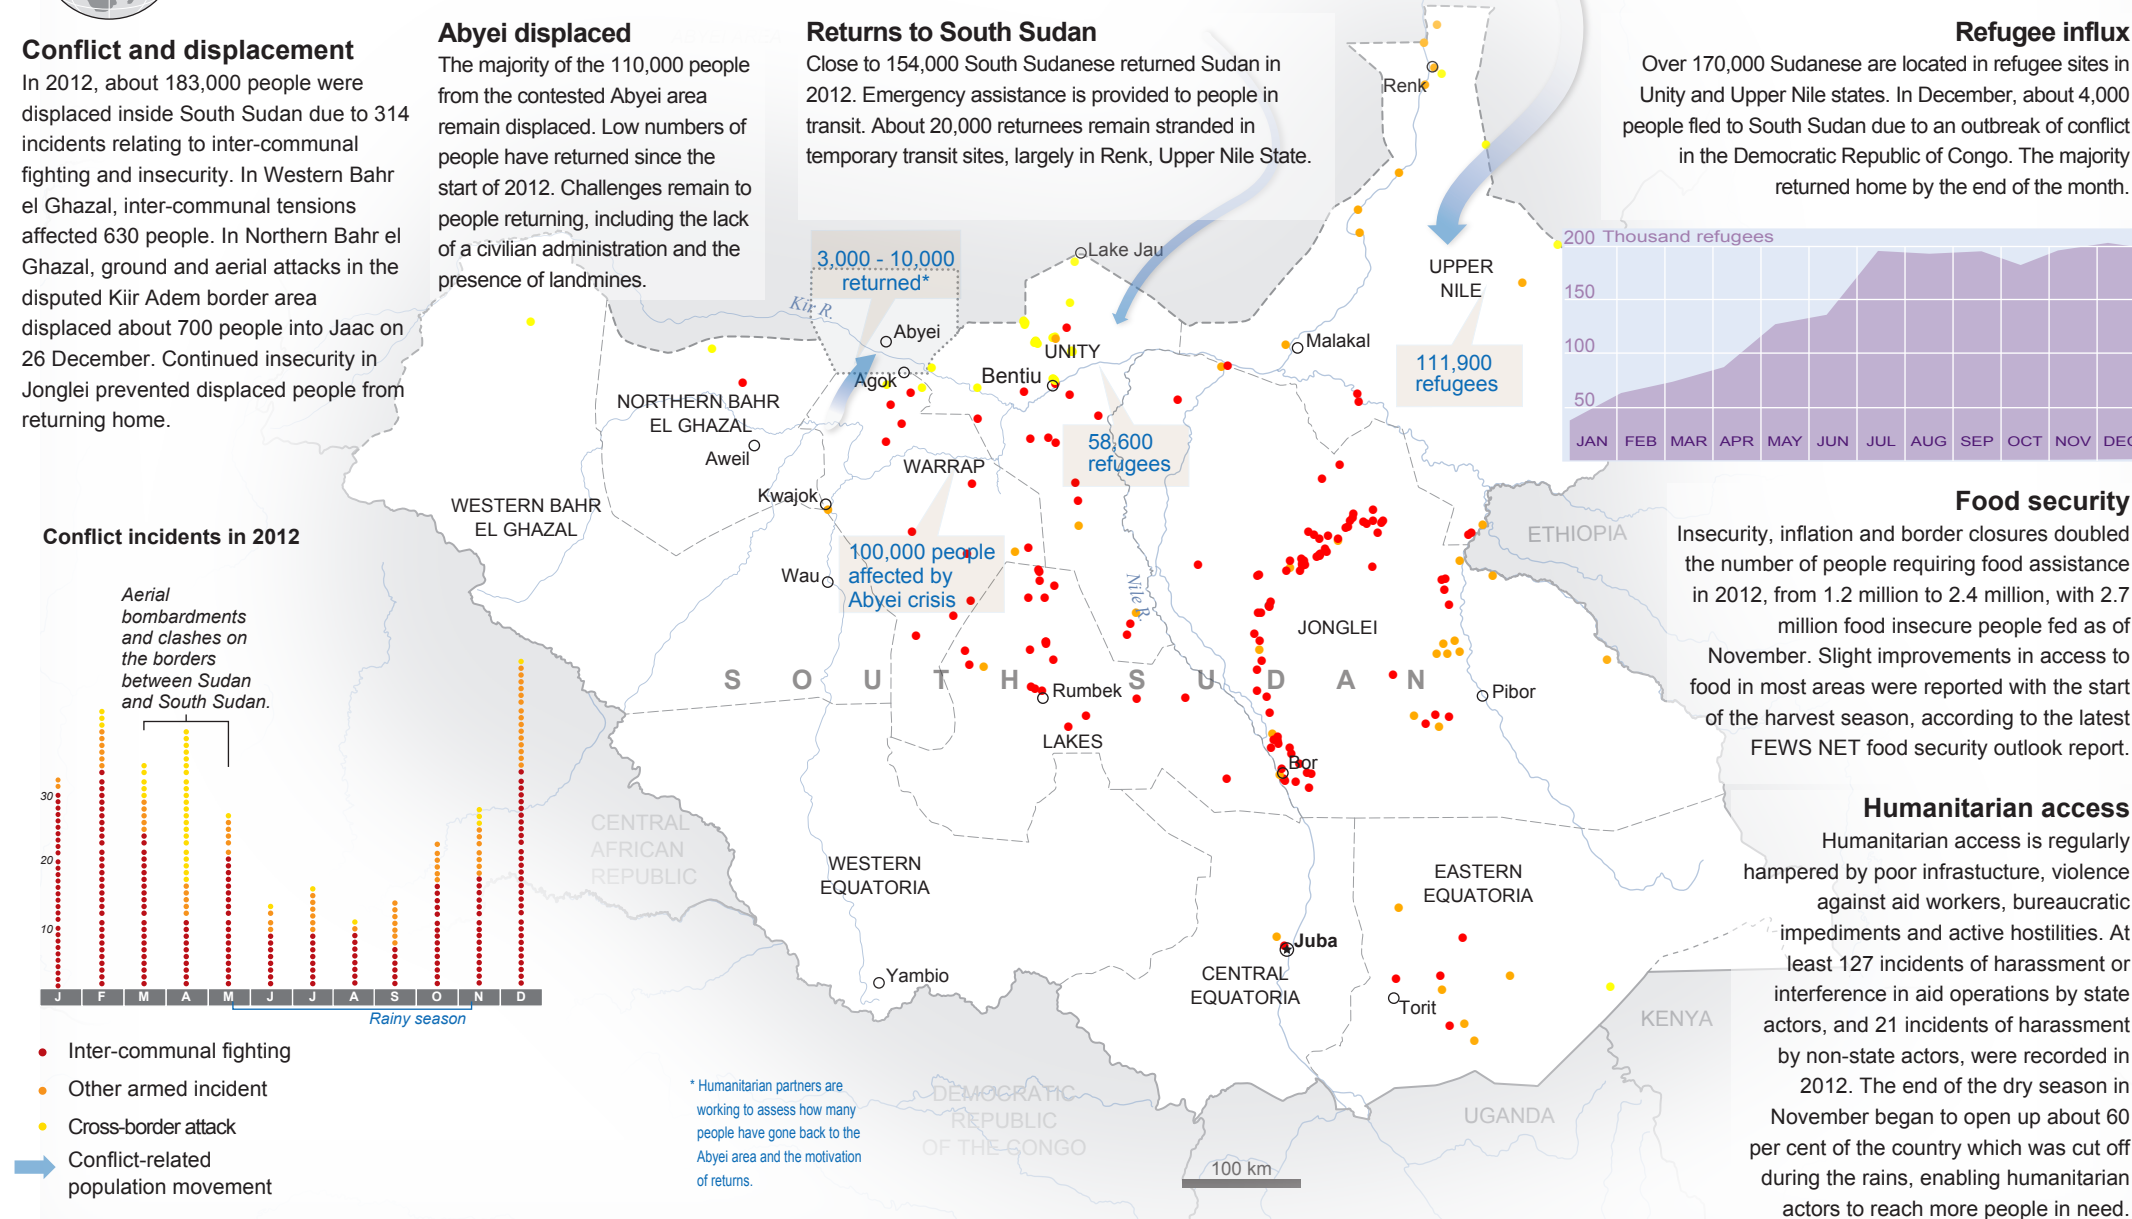 Conflict and displacement
In 2012, about 183,000 people were
displaced inside South Sudan due to 314
incidents relating to inter-communal
fighting and insecurity. In Western Bahr
el Ghazal, inter-communal tensions
affected 630 people. In Northern Bahr el
Ghazal, ground and aerial attacks in the
disputed Kiir Adem border area
displaced about 700 people into Jaac on
26 December. Continued insecurity in
Jonglei prevented displaced people from
returning home.
Abyei displaced
The majority of the 110,000 people
from the contested Abyei area
remain displaced. Low numbers of
people have returned since the
start of 2012. Challenges remain to
people returning, including the lack
of a civilian administration and the
presence of landmines.
Returns to South Sudan
Close to 154,000 South Sudanese returned Sudan in
2012. Emergency assistance is provided to people in
transit. About 20,000 returnees remain stranded in
temporary transit sites, largely in Renk, Upper Nile State.
Refugee influx
Over 170,000 Sudanese are located in refugee sites in
Unity and Upper Nile states. In December, about 4,000
people fled to South Sudan due to an outbreak of conflict
in the Democratic Republic of Congo. The majority
returned home by the end of the month.
200 Thousand refugees
150
100
50
JAN FEB MAR APR MAY JUN JUL AUG SEP OCT NOV DEC
Food security
Insecurity, inflation and border closures doubled
the number of people requiring food assistance
in 2012, from 1.2 million to 2.4 million, with 2.7
million food insecure people fed as of
November. Slight improvements in access to
food in most areas were reported with the start
of the harvest season, according to the latest
FEWS NET food security outlook report.
Humanitarian access
Humanitarian access is regularly
hampered by poor infrastucture, violence
against aid workers, bureaucratic
impediments and active hostilities. At
least 127 incidents of harassment or
interference in aid operations by state
actors, and 21 incidents of harassment
by non-state actors, were recorded in
2012. The end of the dry season in
November began to open up about 60
per cent of the country which was cut off
during the rains, enabling humanitarian
actors to reach more people in need.
Renk
Lake Jau
3,000 - 10,000
returned*
Kir R.
Abyei
Agok
UPPER
NILE
Malakal
111,900
refugees
UNITY
Bentiu
58,600
refugees
NORTHERN BAHR
EL GHAZAL
Aweil
WARRAP
Kwajok
WESTERN BAHR
EL GHAZAL
100,000 people
affected by
Abyei crisis
Wau
Nile R.
ETHIOPIA
JONGLEI
SOUTH SUDAN
Rumbek
Pibor
LAKES
Bor
CENTRAL
AFRICAN
REPUBLIC
WESTERN
EQUATORIA
EASTERN
EQUATORIA
Juba
CENTRAL
EQUATORIA
Yambio
Torit
KENYA
UGANDA
DEMOCRATIC
REPUBLIC
OF THE CONGO
100 km
Conflict incidents in 2012
Aerial
bombardments
and clashes on
the borders
between Sudan
and South Sudan.
30
20
10
J F M A M J J A S O N D
Rainy season
Inter-communal fighting
Other armed incident
Cross-border attack
Conflict-related
population movement
* Humanitarian partners are
working to assess how many
people have gone back to the
Abyei area and the motivation
of returns.